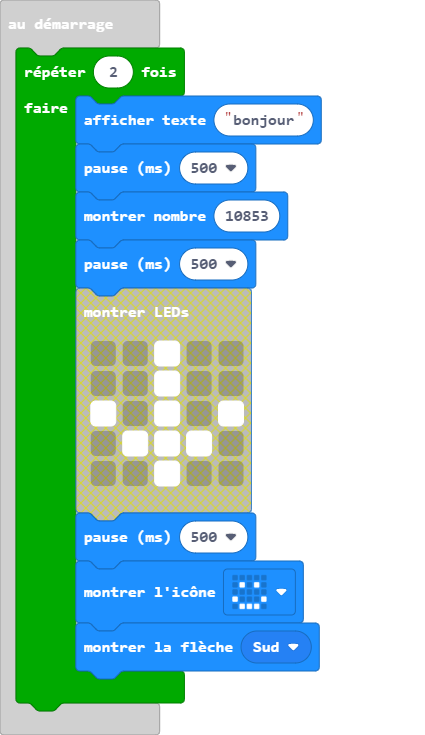 au démarrage
répéter 2 fois
faire
afficher texte "bonjour"
pause (ms) 500
montrer nombre 10853
pause (ms) 500
montrer LEDs
pause (ms) 500
montrer l'icône
montrer la flèche Sud